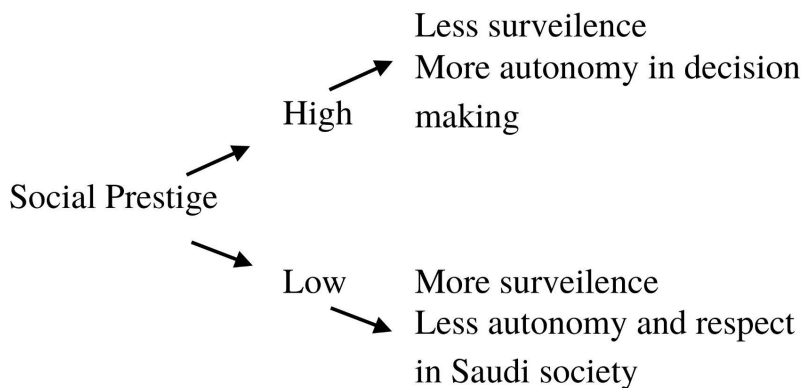 Less surveilence
More autonomy in decision
making
High
Social Prestige
Low
More surveilence
Less autonomy and respect
in Saudi society